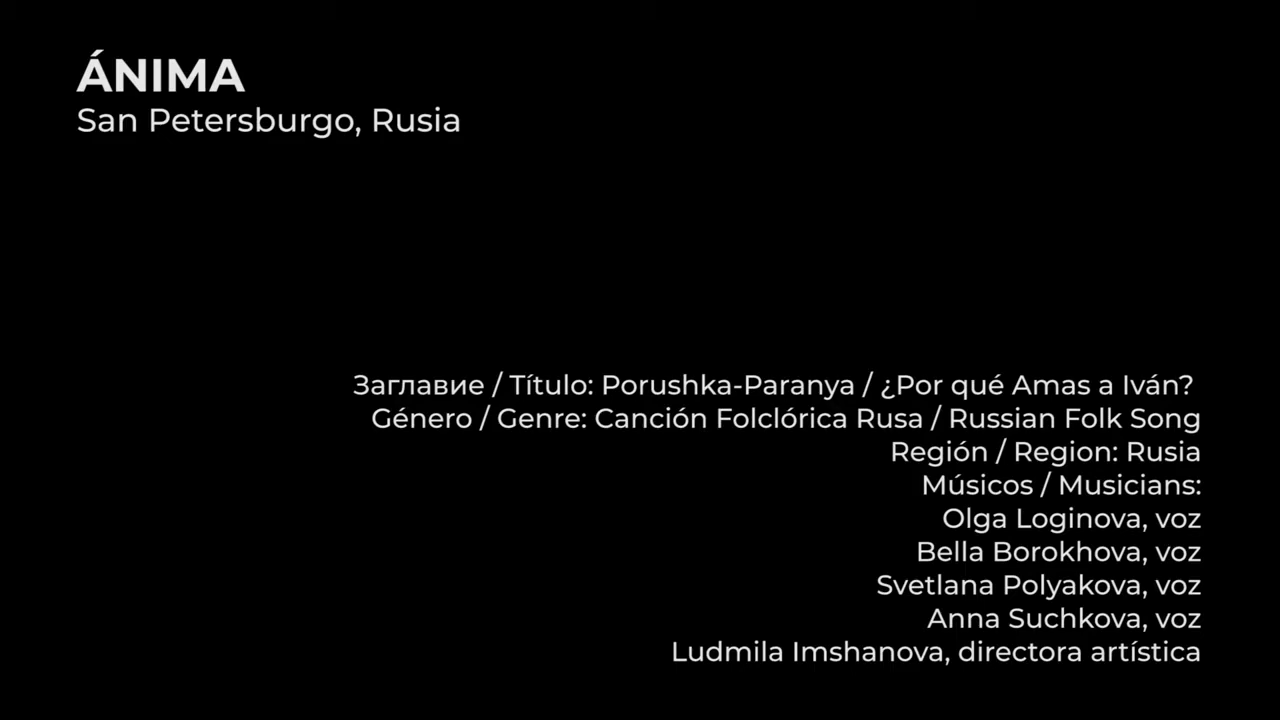 ÁNIMA
San Petersburgo, Rusia
Заглавие / Título: Porushka-Paranya / ¿Por qué Amas a Iván?
Género / Genre: Canción Folclórica Rusa / Russian Folk Song
Región / Region: Rusia
Músicos / Musicians:
Olga Loginova, voz
Bella Borokhova, voz
Svetlana Polyakova, voz
Anna Suchkova, voz
Ludmila Imshanova, directora artística